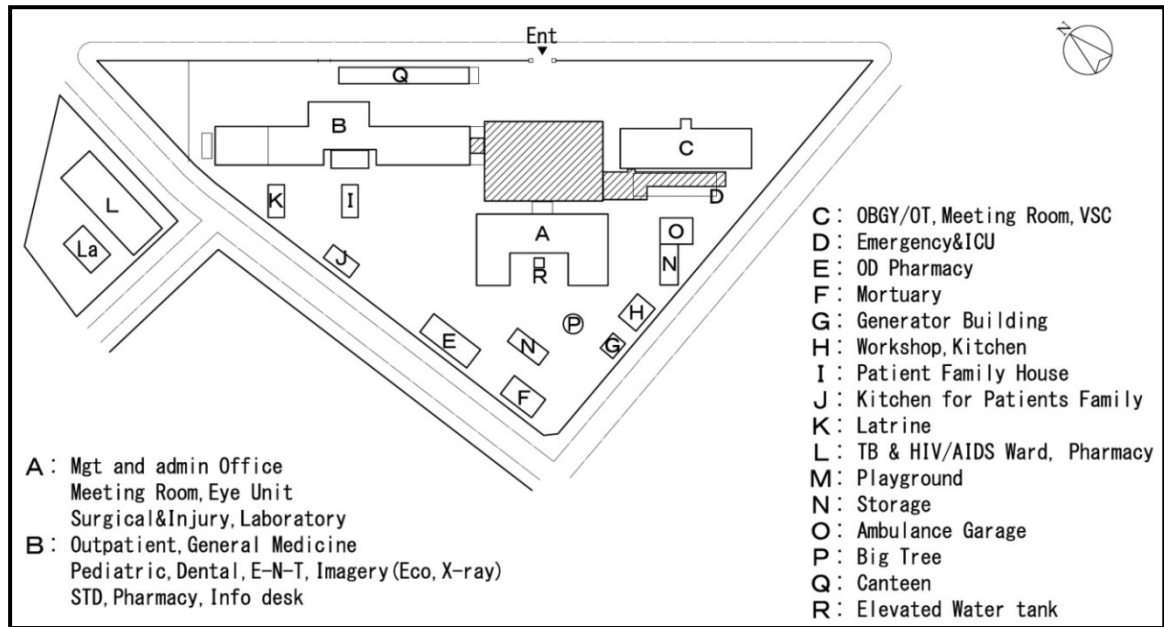 Ent
N
Q
B
C
D
L
K
I
A
O
La
J
R
N
H
P
E
N
G
F
A: Mgt and admin Office
Meeting Room, Eye Unit
Surgical&Injury, Laboratory
B: Outpatient, General Medicine
Pediatric, Dental, E-N-T, Imagery(Eco, X-ray)
STD, Pharmacy, Info desk
C: OBGY/OT, Meeting Room, VSC
D: Emergency&ICU
E: OD Pharmacy
F: Mortuary
G: Generator Building
H: Workshop, Kitchen
I: Patient Family House
J: Kitchen for Patients Family
K: Latrine
L: TB & HIV/AIDS Ward, Pharmacy
M: Playground
N: Storage
O: Ambulance Garage
P: Big Tree
Q: Canteen
R: Elevated Water tank